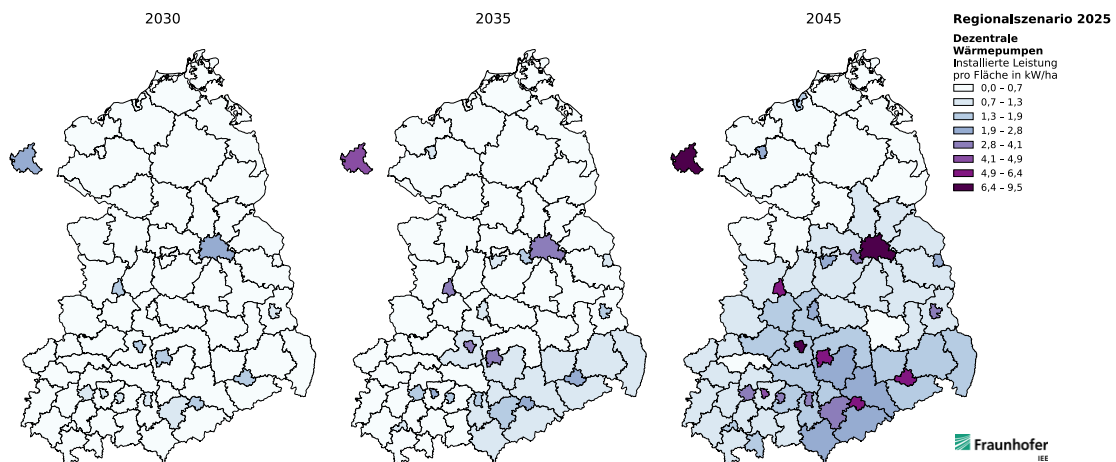 2030
2035
2045
Regionalszenario 2025
Dezentrale
Wärmepumpen
Installierte Leistung
pro Fläche in kW/ha
0,0 – 0,7
0,7 – 1,3
1,3 – 1,9
1,9 – 2,8
2,8 – 4,1
4,1 – 4,9
4,9 – 6,4
6,4 – 9,5
Fraunhofer
IEE